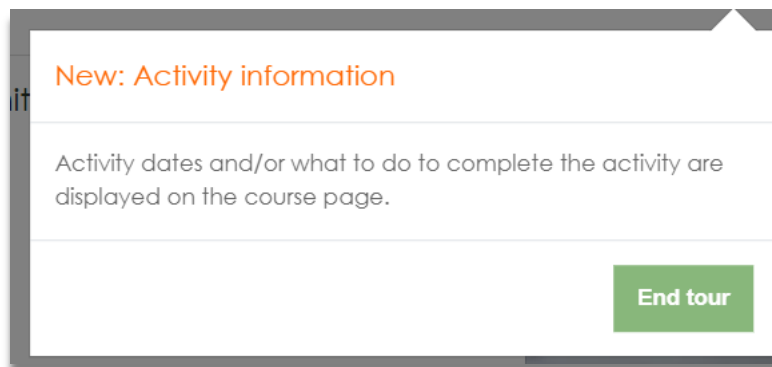 New: Activity information
Activity dates and/or what to do to complete the activity are
displayed on the course page.
End tour